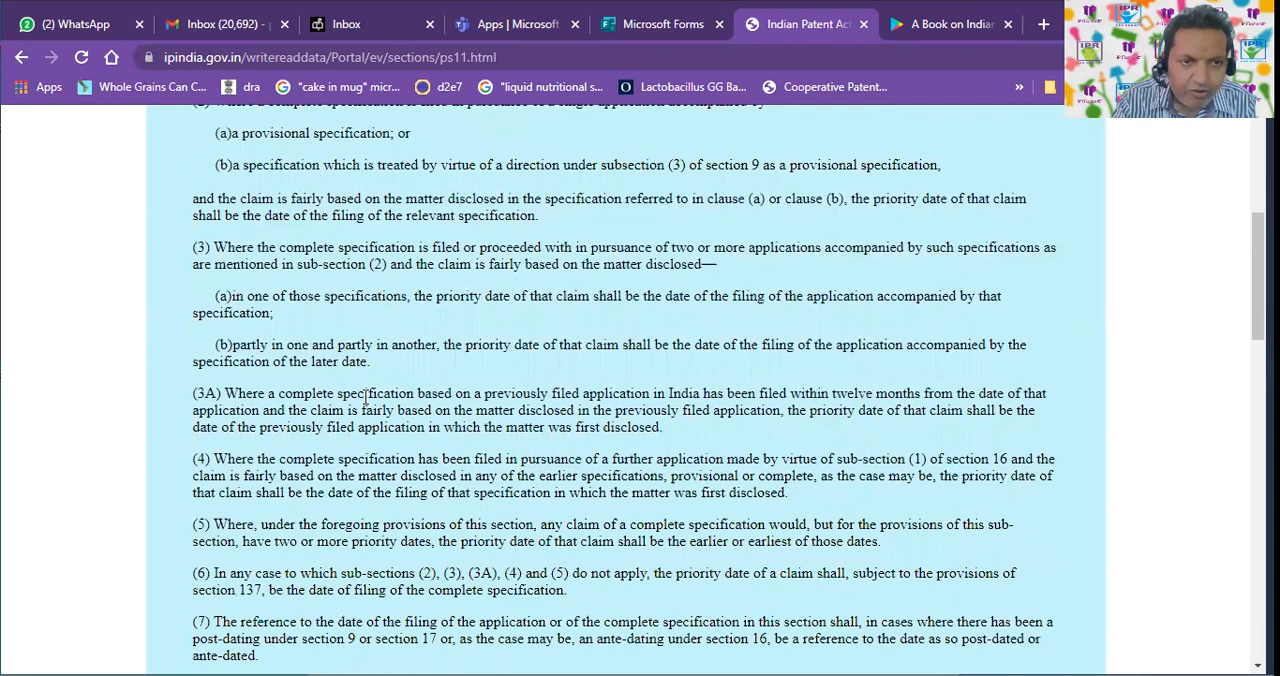 (2) WhatsApp
Inbox (20,692) -
Inbox
Apps | Microsoft
Microsoft Forms
Indian Patent Ac
A Book on Indian
ipindia.gov.in/writereaddata/Portal/ev/sections/ps11.html
Apps
Whole Grains Can C...
dra
"cake in mug" micr...
d2e7
"liquid nutritional s...
Lactobacillus GG Ba...
Cooperative Patent...
»
(a)a provisional specification; or
(b)a specification which is treated by virtue of a direction under subsection (3) of section 9 as a provisional specification,
and the claim is fairly based on the matter disclosed in the specification referred to in clause (a) or clause (b), the priority date of that claim
shall be the date of the filing of the relevant specification.
(3) Where the complete specification is filed or proceeded with in pursuance of two or more applications accompanied by such specifications as
are mentioned in sub-section (2) and the claim is fairly based on the matter disclosed—
(a)in one of those specifications, the priority date of that claim shall be the date of the filing of the application accompanied by that
specification;
(b)partly in one and partly in another, the priority date of that claim shall be the date of the filing of the application accompanied by the
specification of the later date.
(3A) Where a complete specification based on a previously filed application in India has been filed within twelve months from the date of that
application and the claim is fairly based on the matter disclosed in the previously filed application, the priority date of that claim shall be the
date of the previously filed application in which the matter was first disclosed.
(4) Where the complete specification has been filed in pursuance of a further application made by virtue of sub-section (1) of section 16 and the
claim is fairly based on the matter disclosed in any of the earlier specifications, provisional or complete, as the case may be, the priority date of
that claim shall be the date of the filing of that specification in which the matter was first disclosed.
(5) Where, under the foregoing provisions of this section, any claim of a complete specification would, but for the provisions of this sub-
section, have two or more priority dates, the priority date of that claim shall be the earlier or earliest of those dates.
(6) In any case to which sub-sections (2), (3), (3A), (4) and (5) do not apply, the priority date of a claim shall, subject to the provisions of
section 137, be the date of filing of the complete specification.
(7) The reference to the date of the filing of the application or of the complete specification in this section shall, in cases where there has been a
post-dating under section 9 or section 17 or, as the case may be, an ante-dating under section 16, be a reference to the date as so post-dated or
ante-dated.